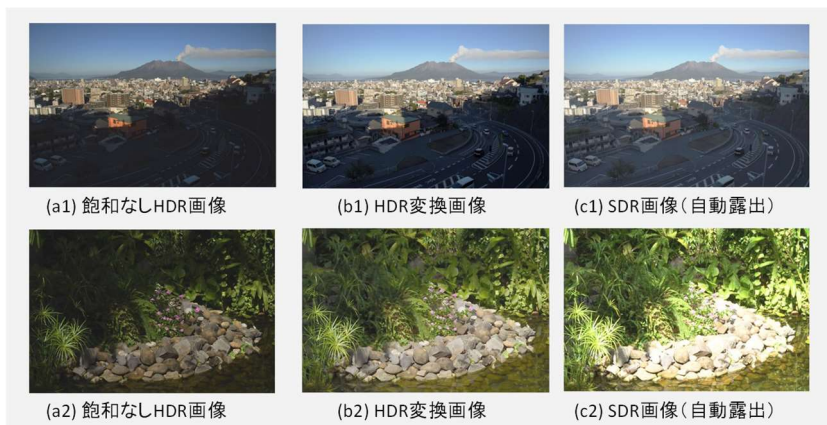 (a1) 飽和なしHDR画像
(b1) HDR変換画像
(c1) SDR画像(自動露出)
(a2) 飽和なしHDR画像
(b2) HDR変換画像
(c2) SDR画像(自動露出)